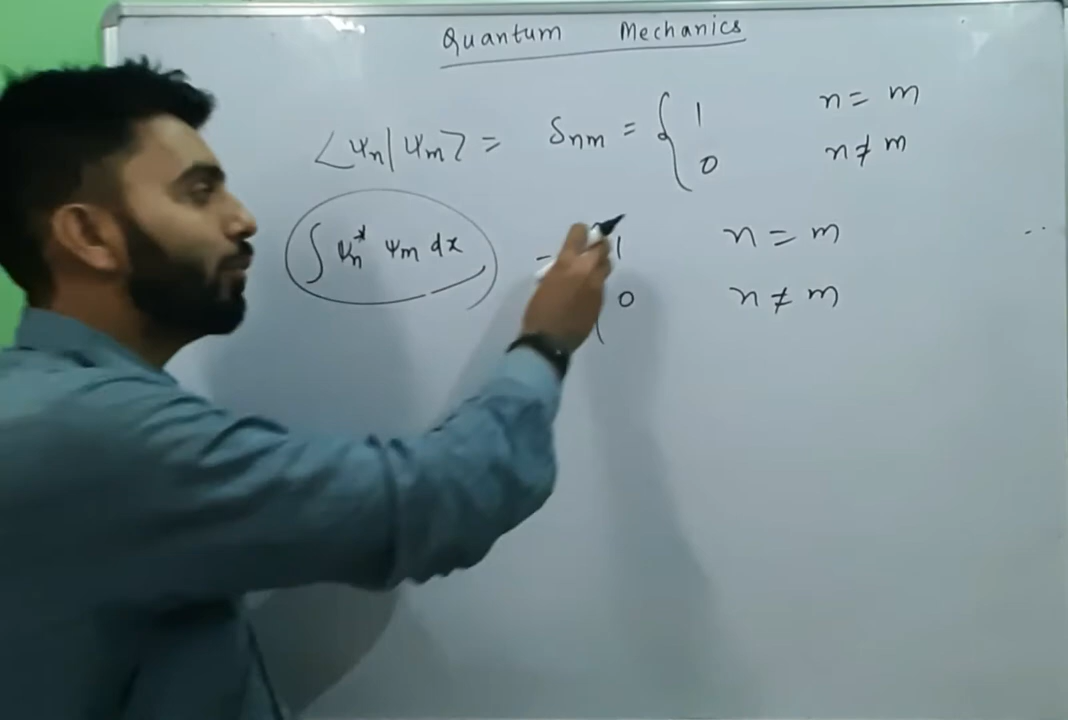 Quantum Mechanics
⟨ψn|ψm⟩ = δnm = { 1 n = m
0 n ≠ m
∫ ψn* ψm dx = { 1 n = m
0 n ≠ m